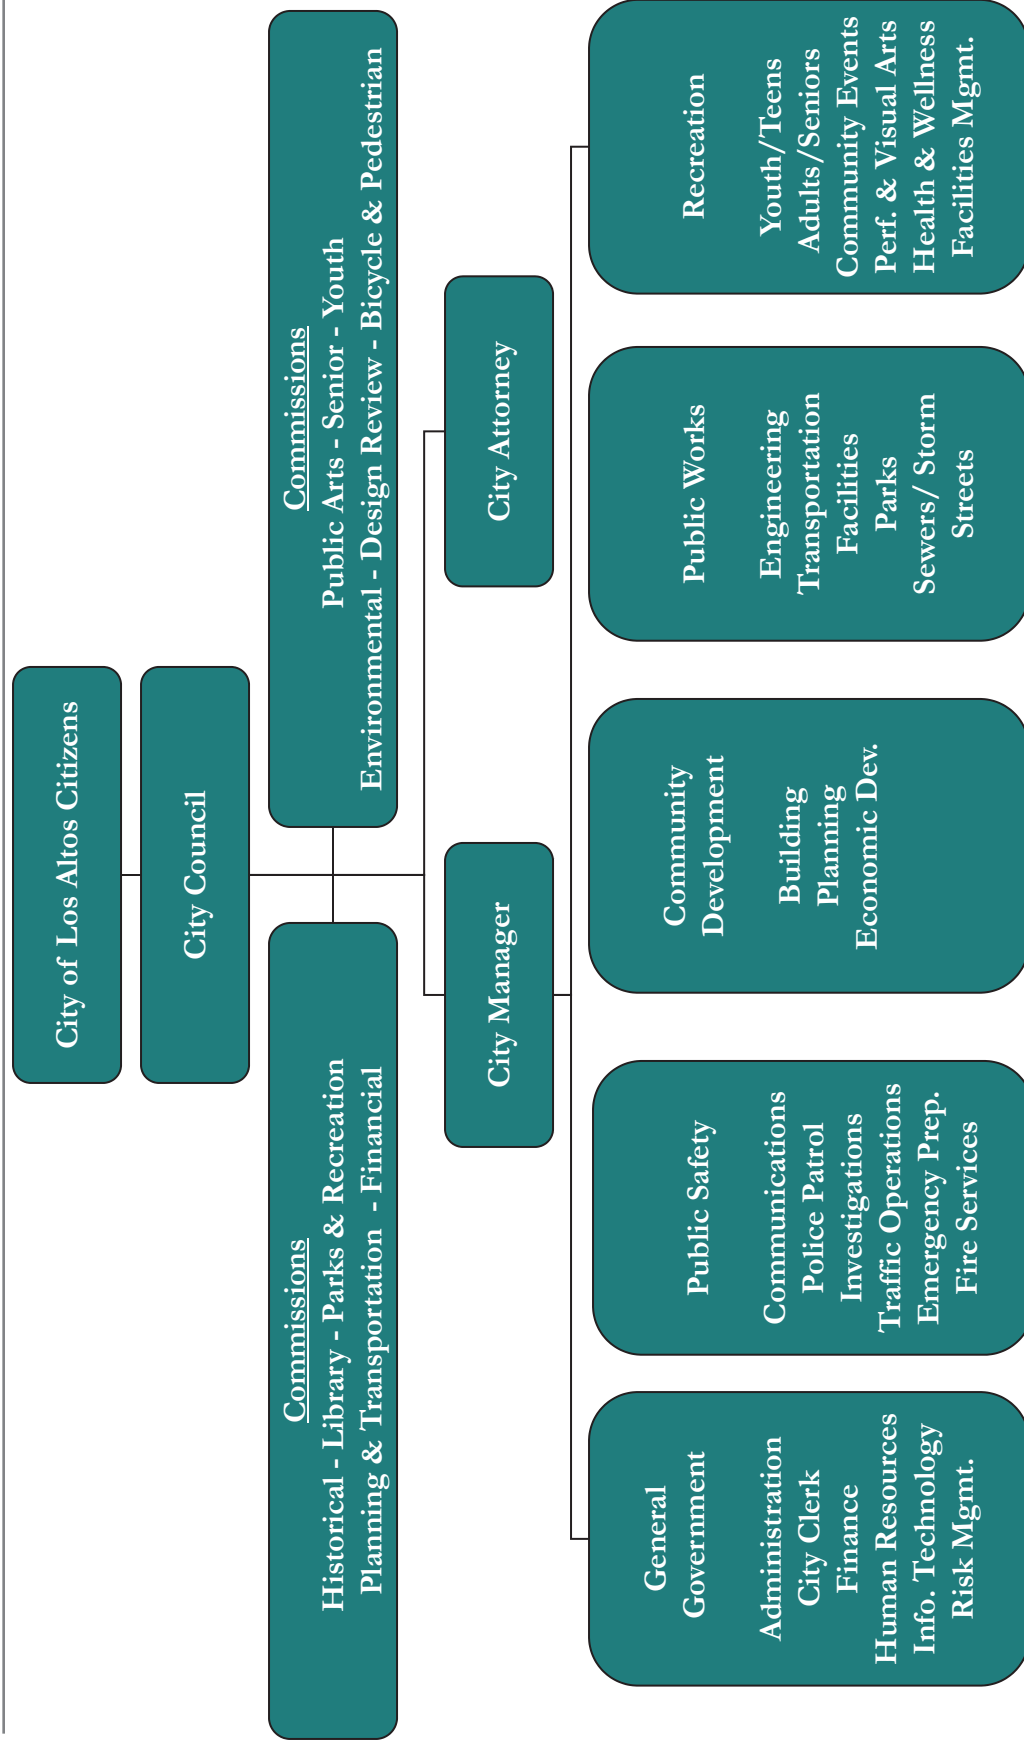 City of Los Altos Citizens
City Council
Commissions
Historical - Library - Parks & Recreation
Planning & Transportation - Financial
Commissions
Public Arts - Senior - Youth
Environmental - Design Review - Bicycle & Pedestrian
City Manager
City Attorney
General
Government
Administration
City Clerk
Finance
Human Resources
Info. Technology
Risk Mgmt.
Public Safety
Communications
Police Patrol
Investigations
Traffic Operations
Emergency Prep.
Fire Services
Community
Development
Building
Planning
Economic Dev.
Public Works
Engineering
Transportation
Facilities
Parks
Sewers/ Storm
Streets
Recreation
Youth/Teens
Adults/Seniors
Community Events
Perf. & Visual Arts
Health & Wellness
Facilities Mgmt.